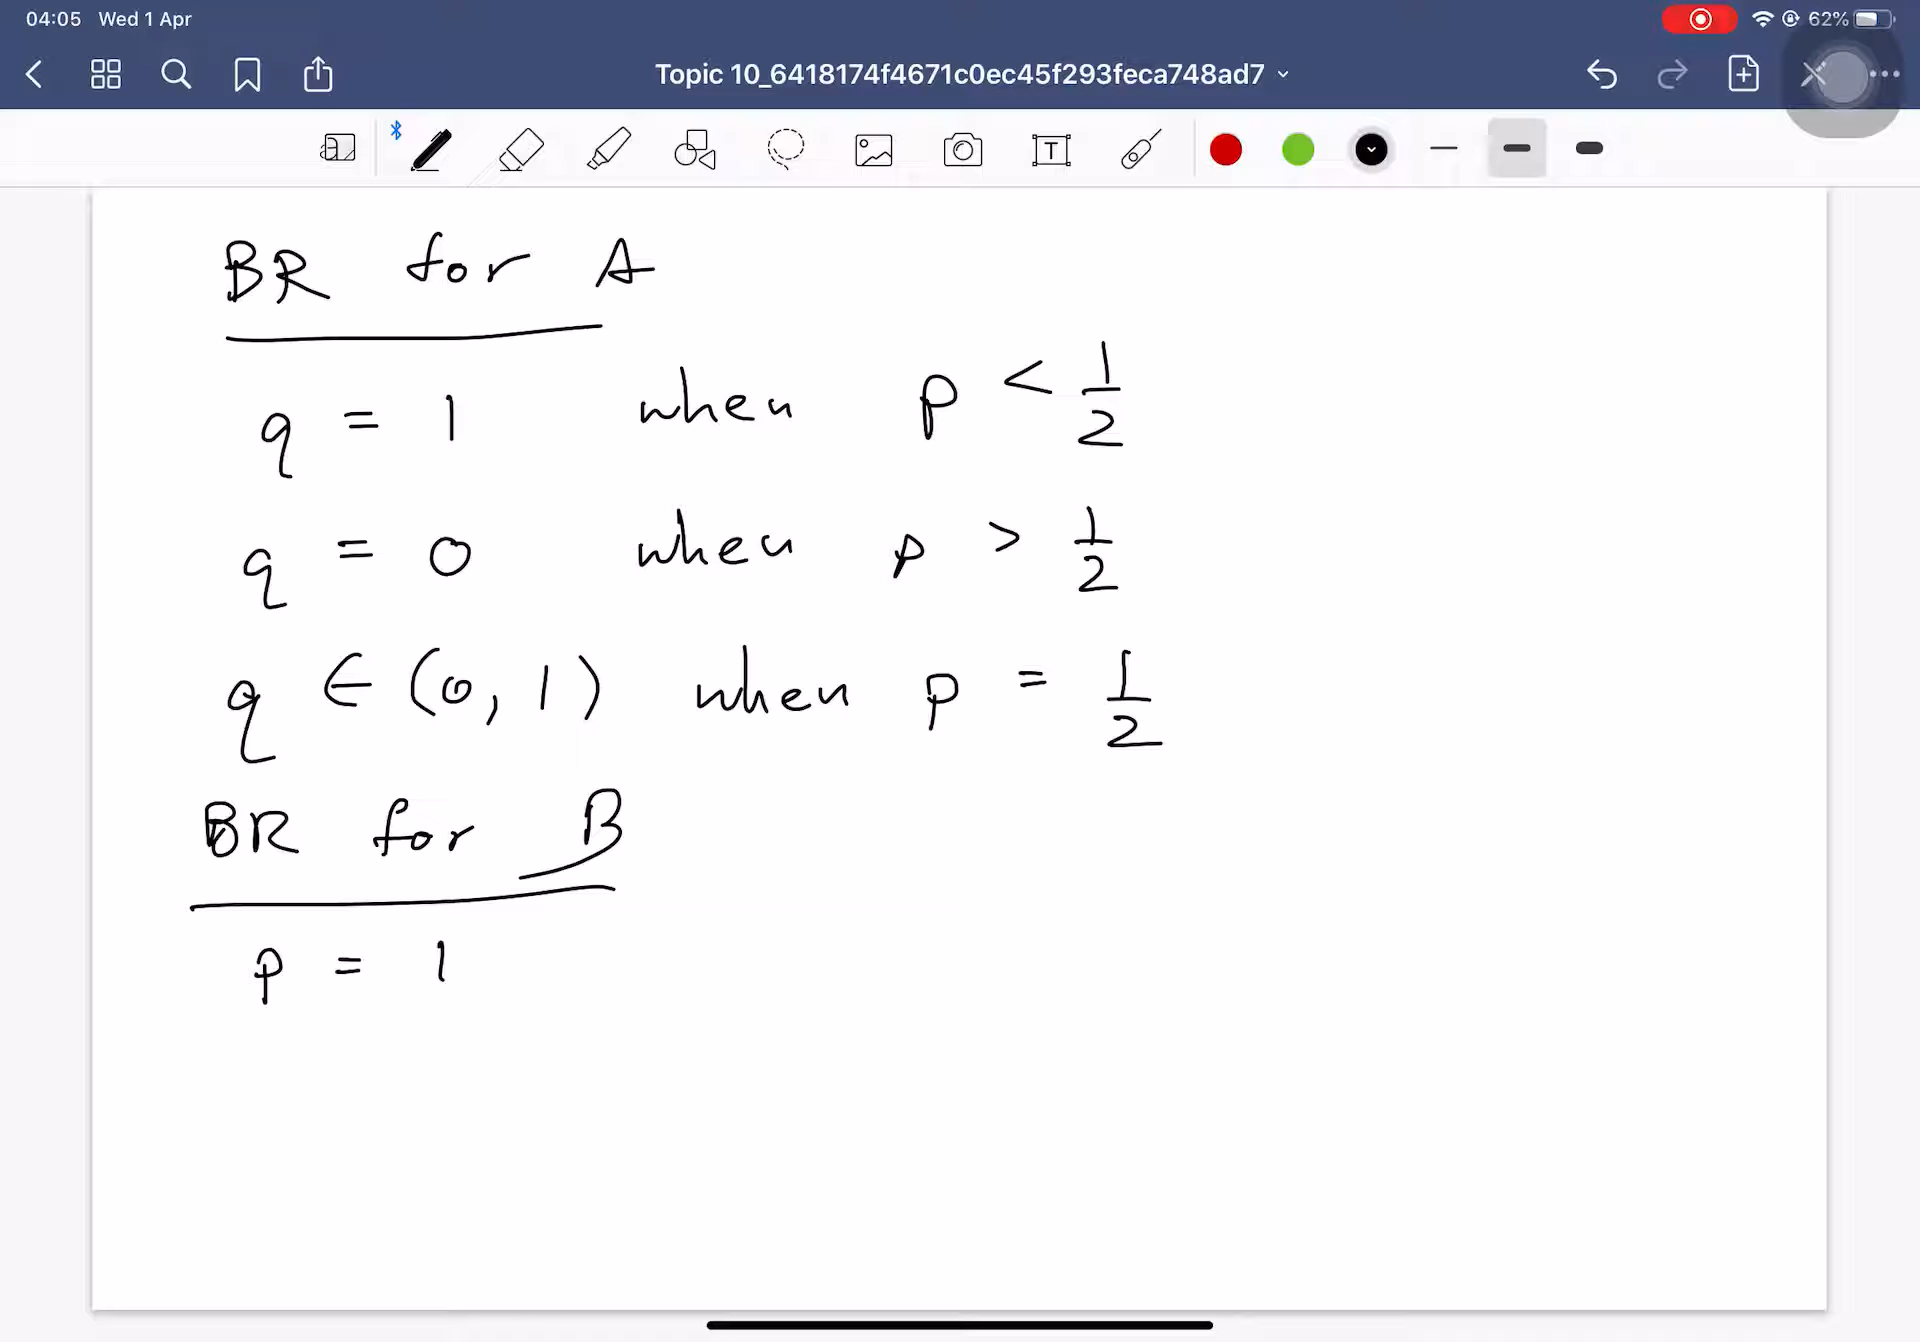 04:05 Wed 1 Apr 62%
Topic 10_6418174f4671c0ec45f293feca748ad7
a T
BR for A
q = 1 when p < 1/2
q = 0 when p > 1/2
q ∈ (0, 1) when p = 1/2
BR for B
p = 1